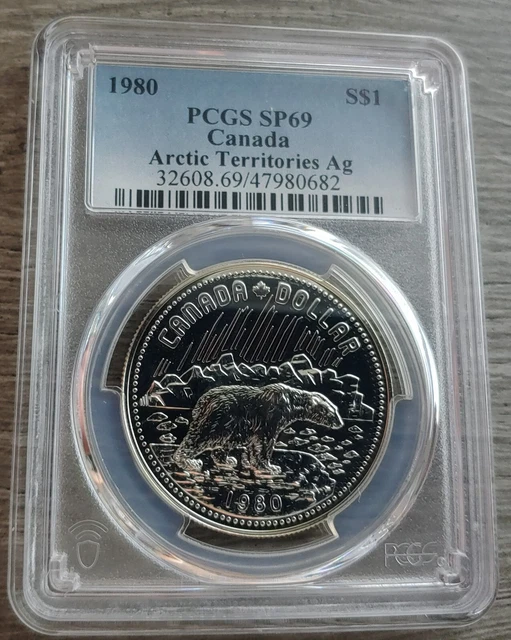 1980 S$1
PCGS SP69
Canada
Arctic Territories Ag
32608.69/47980682
CANADA DOLLAR
1980
PCGS